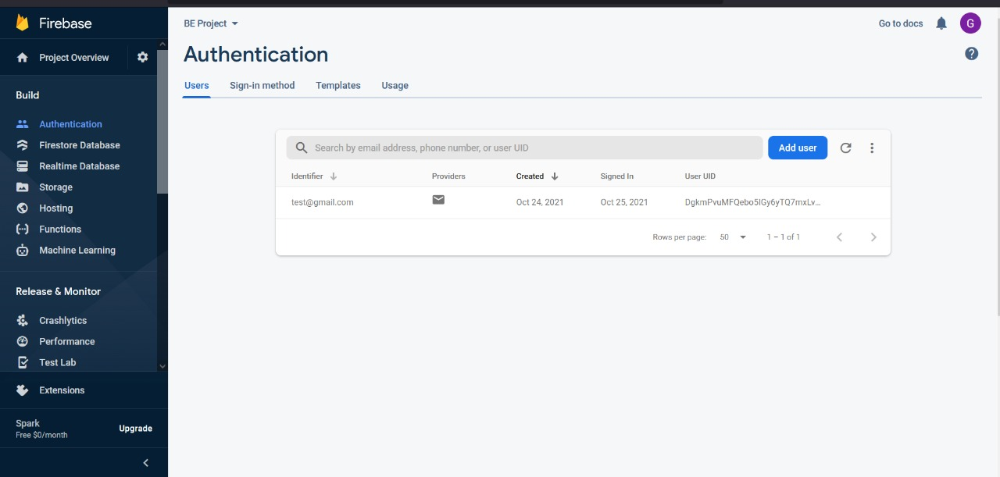 Firebase
Project Overview
Build
Authentication
Firestore Database
Realtime Database
Storage
Hosting
Functions
Machine Learning
Release & Monitor
Crashlytics
Performance
Test Lab
Extensions
Spark
Free $0/month
Upgrade
BE Project
Go to docs
G
Authentication
?
Users Sign-in method Templates Usage
Search by email address, phone number, or user UID
Add user
Identifier Providers Created Signed In User UID
test@gmail.com Oct 24, 2021 Oct 25, 2021 DgkmPvuMFQebo5lGy6yTQ7mxLv...
Rows per page: 50 1 – 1 of 1